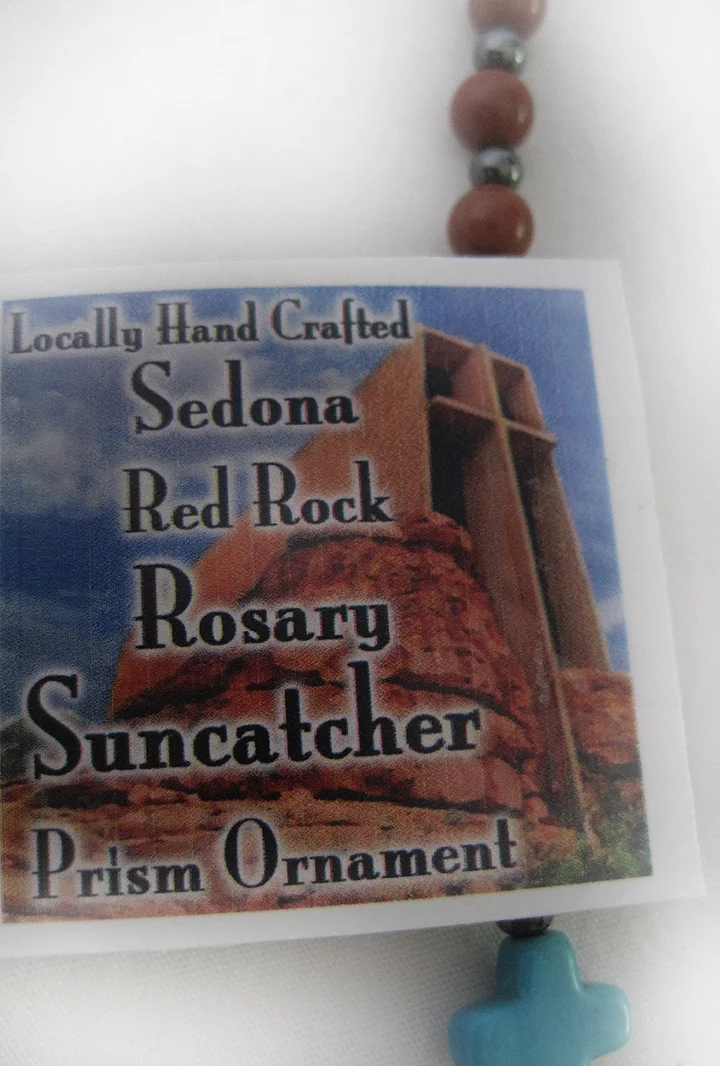 Locally Hand Crafted
Sedona
Red Rock
Rosary
Suncatcher
Prism Ornament